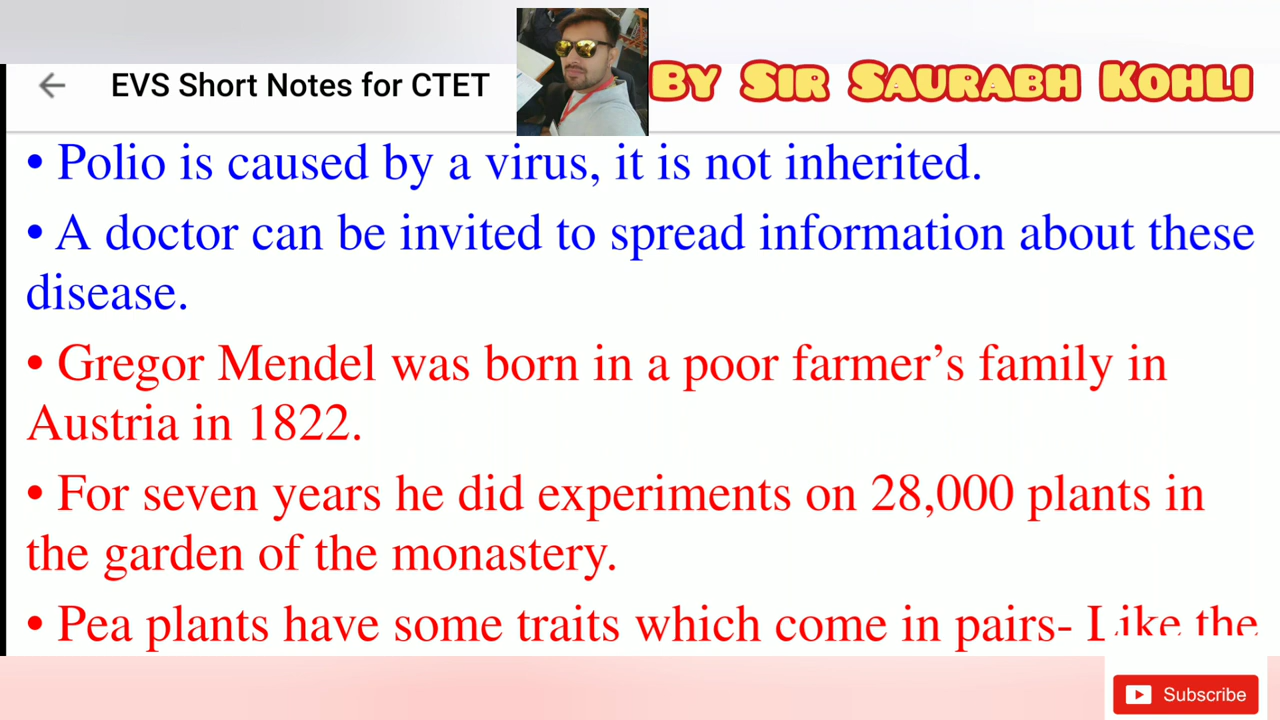 EVS Short Notes for CTET
BY SIR SAURABH KOHLI
• Polio is caused by a virus, it is not inherited.
• A doctor can be invited to spread information about these
disease.
• Gregor Mendel was born in a poor farmer’s family in
Austria in 1822.
• For seven years he did experiments on 28,000 plants in
the garden of the monastery.
• Pea plants have some traits which come in pairs- Like the
Subscribe